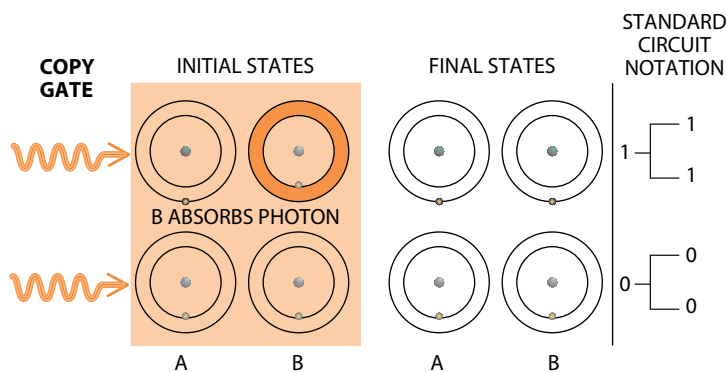 COPY
GATE
INITIAL STATES
FINAL STATES
STANDARD
CIRCUIT
NOTATION
B ABSORBS PHOTON
1
1
1
0
0
0
A
B
A
B